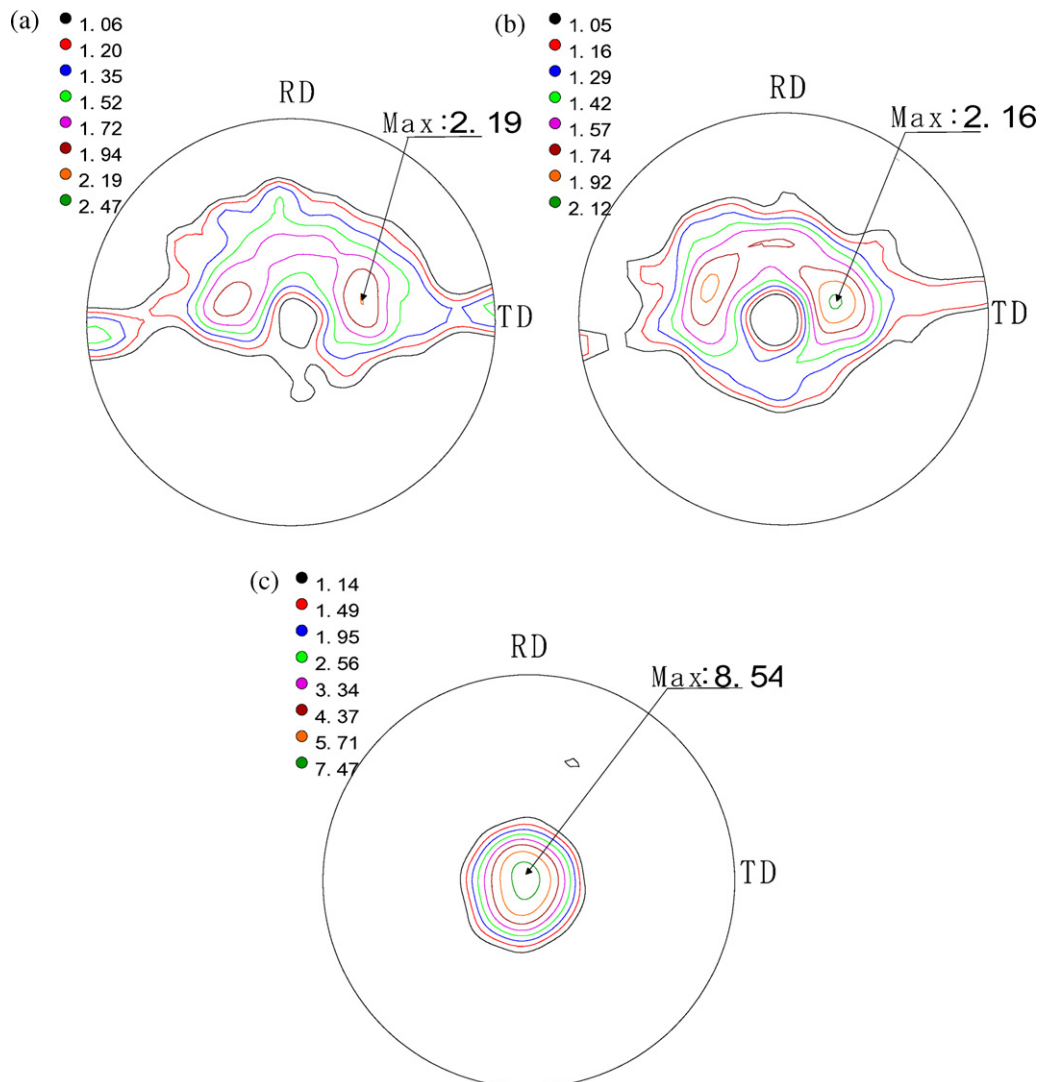 (a)
1. 06
1. 20
1. 35
1. 52
1. 72
1. 94
2. 19
2. 47
RD
Max:2. 19
TD
(b)
1. 05
1. 16
1. 29
1. 42
1. 57
1. 74
1. 92
2. 12
RD
Max:2. 16
TD
(c)
1. 14
1. 49
1. 95
2. 56
3. 34
4. 37
5. 71
7. 47
RD
Max:8. 54
TD